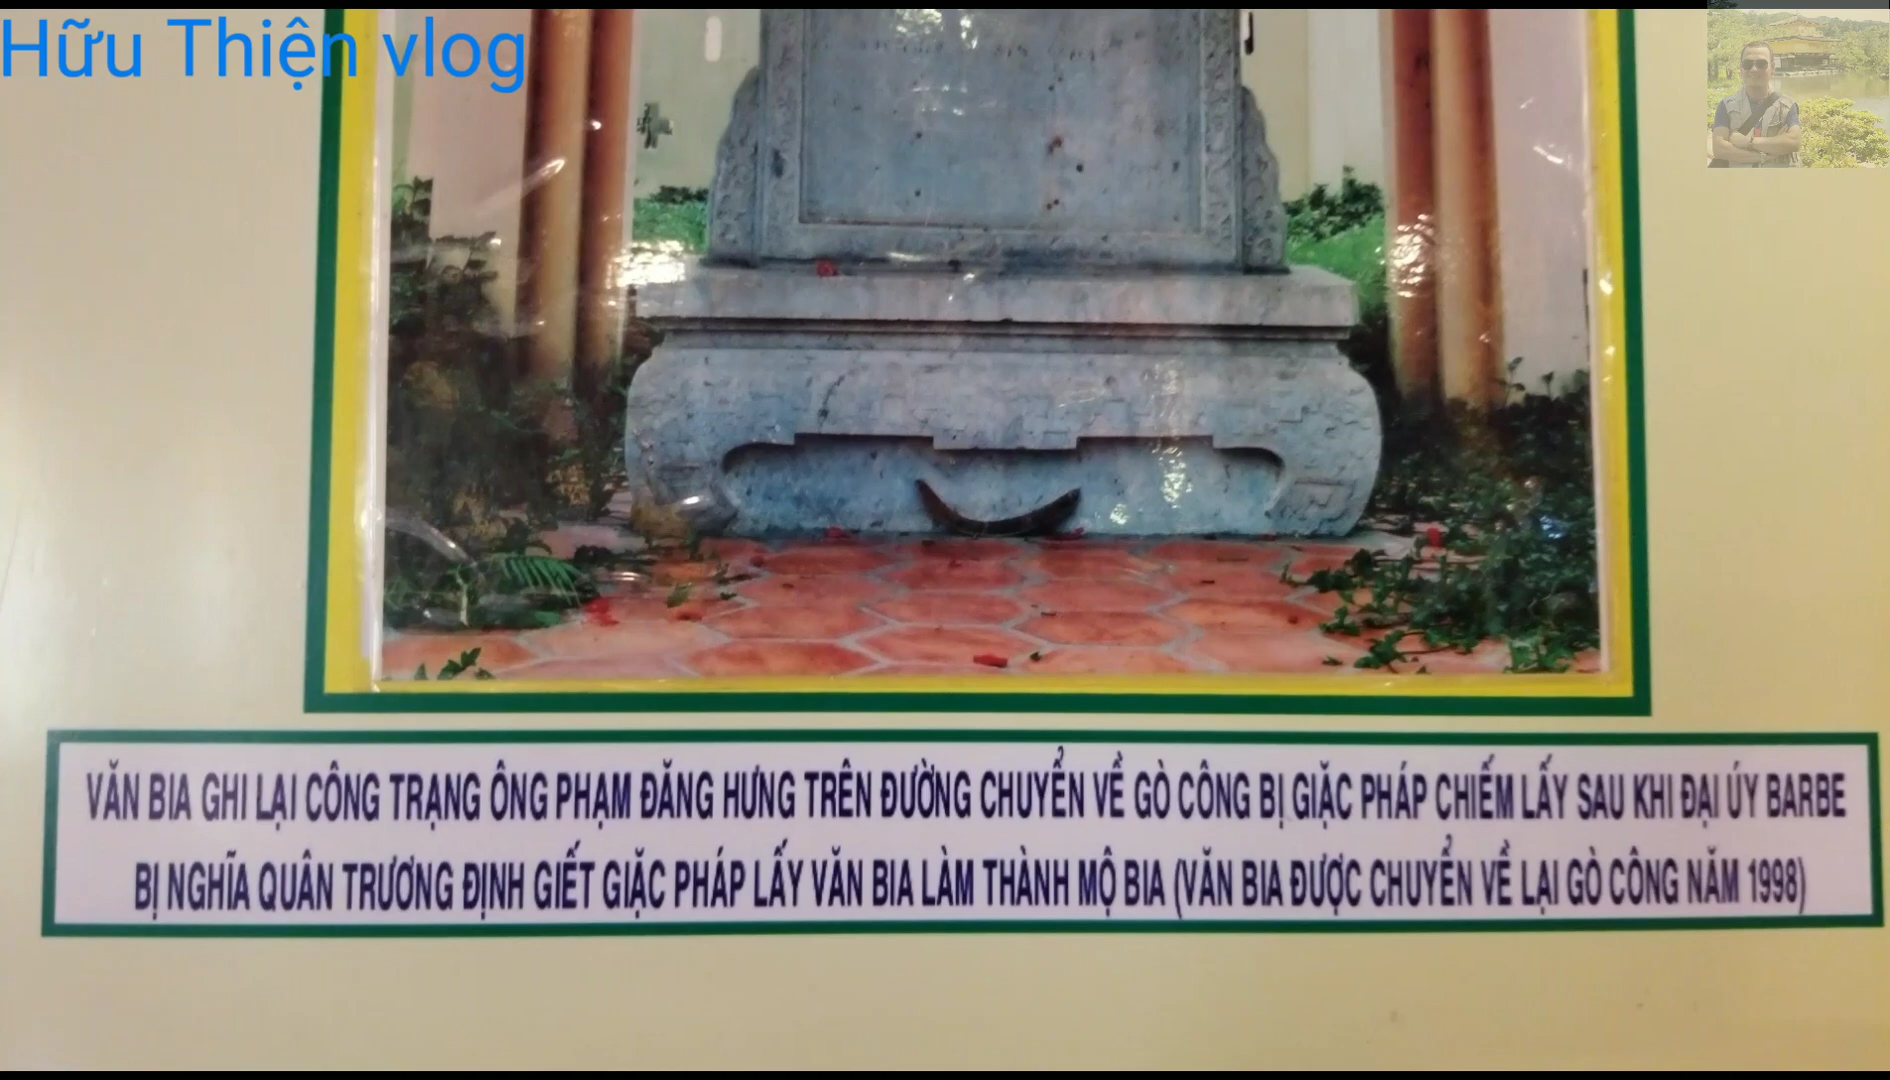 Hữu Thiện vlog
VĂN BIA GHI LẠI CÔNG TRẠNG ÔNG PHẠM ĐĂNG HƯNG TRÊN ĐƯỜNG CHUYỂN VỀ GÒ CÔNG BỊ GIẶC PHÁP CHIẾM LẤY SAU KHI ĐẠI ÚY BARBE
BỊ NGHĨA QUÂN TRƯƠNG ĐỊNH GIẾT GIẶC PHÁP LẤY VĂN BIA LÀM THÀNH MỘ BIA (VĂN BIA ĐƯỢC CHUYỂN VỀ LẠI GÒ CÔNG NĂM 1998)